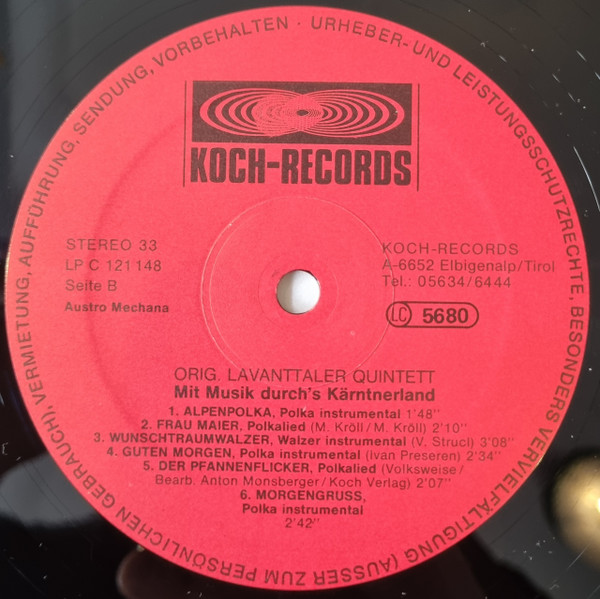 URHEBER- UND LEISTUNGSSCHUTZRECHTE, BESONDERS VERVIELFÄLTIGUNG (AUSSER ZUM PERSÖNLICHEN GEBRAUCH), VERMIETUNG, AUFFÜHRUNG, SENDUNG, VORBEHALTEN ·
KOCH-RECORDS
STEREO 33
LP C 121 148
Seite B
Austro Mechana
KOCH-RECORDS
A-6652 Elbigenalp/Tirol
Tel.: 05634/6444
LC 5680
ORIG. LAVANTTALER QUINTETT
Mit Musik durch's Kärntnerland
1. ALPENPOLKA, Polka instrumental 1'48''
2. FRAU MAIER, Polkalied (M. Kröll/M. Kröll) 2'10''
3. WUNSCHTRAUMWALZER, Walzer instrumental (V. Strucl) 3'08''
4. GUTEN MORGEN, Polka instrumental (Ivan Preseren) 2'34''
5. DER PFANNENFLICKER, Polkalied (Volksweise/
Bearb. Anton Monsberger/Koch Verlag) 2'07''
6. MORGENGRUSS,
Polka instrumental
2'42''